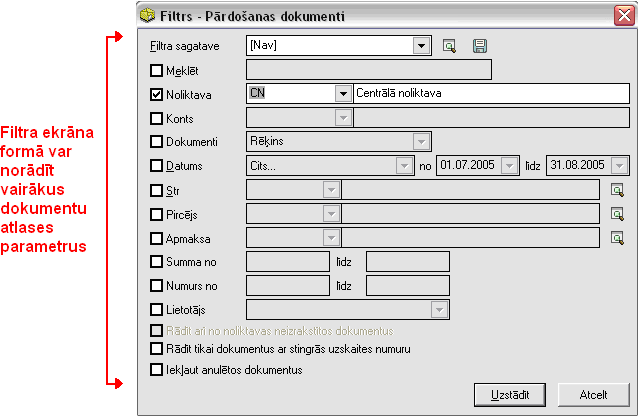 Filtrs - Pārdošanas dokumenti
Filtra sagatave [Nav]
Meklēt
Noliktava CN Centrālā noliktava
Konts
Dokumenti Rēķins
Datums Cits... no 01.07.2005 līdz 31.08.2005
Str
Pircējs
Apmaksa
Summa no līdz
Numurs no līdz
Lietotājs
Rādīt arī no noliktavas neizrakstītos dokumentus
Rādīt tikai dokumentus ar stingrās uzskaites numuru
Iekļaut anulētos dokumentus
Uzstādīt Atcelt
Filtra ekrāna
formā var
norādīt
vairākus
dokumentu
atlases
parametrus